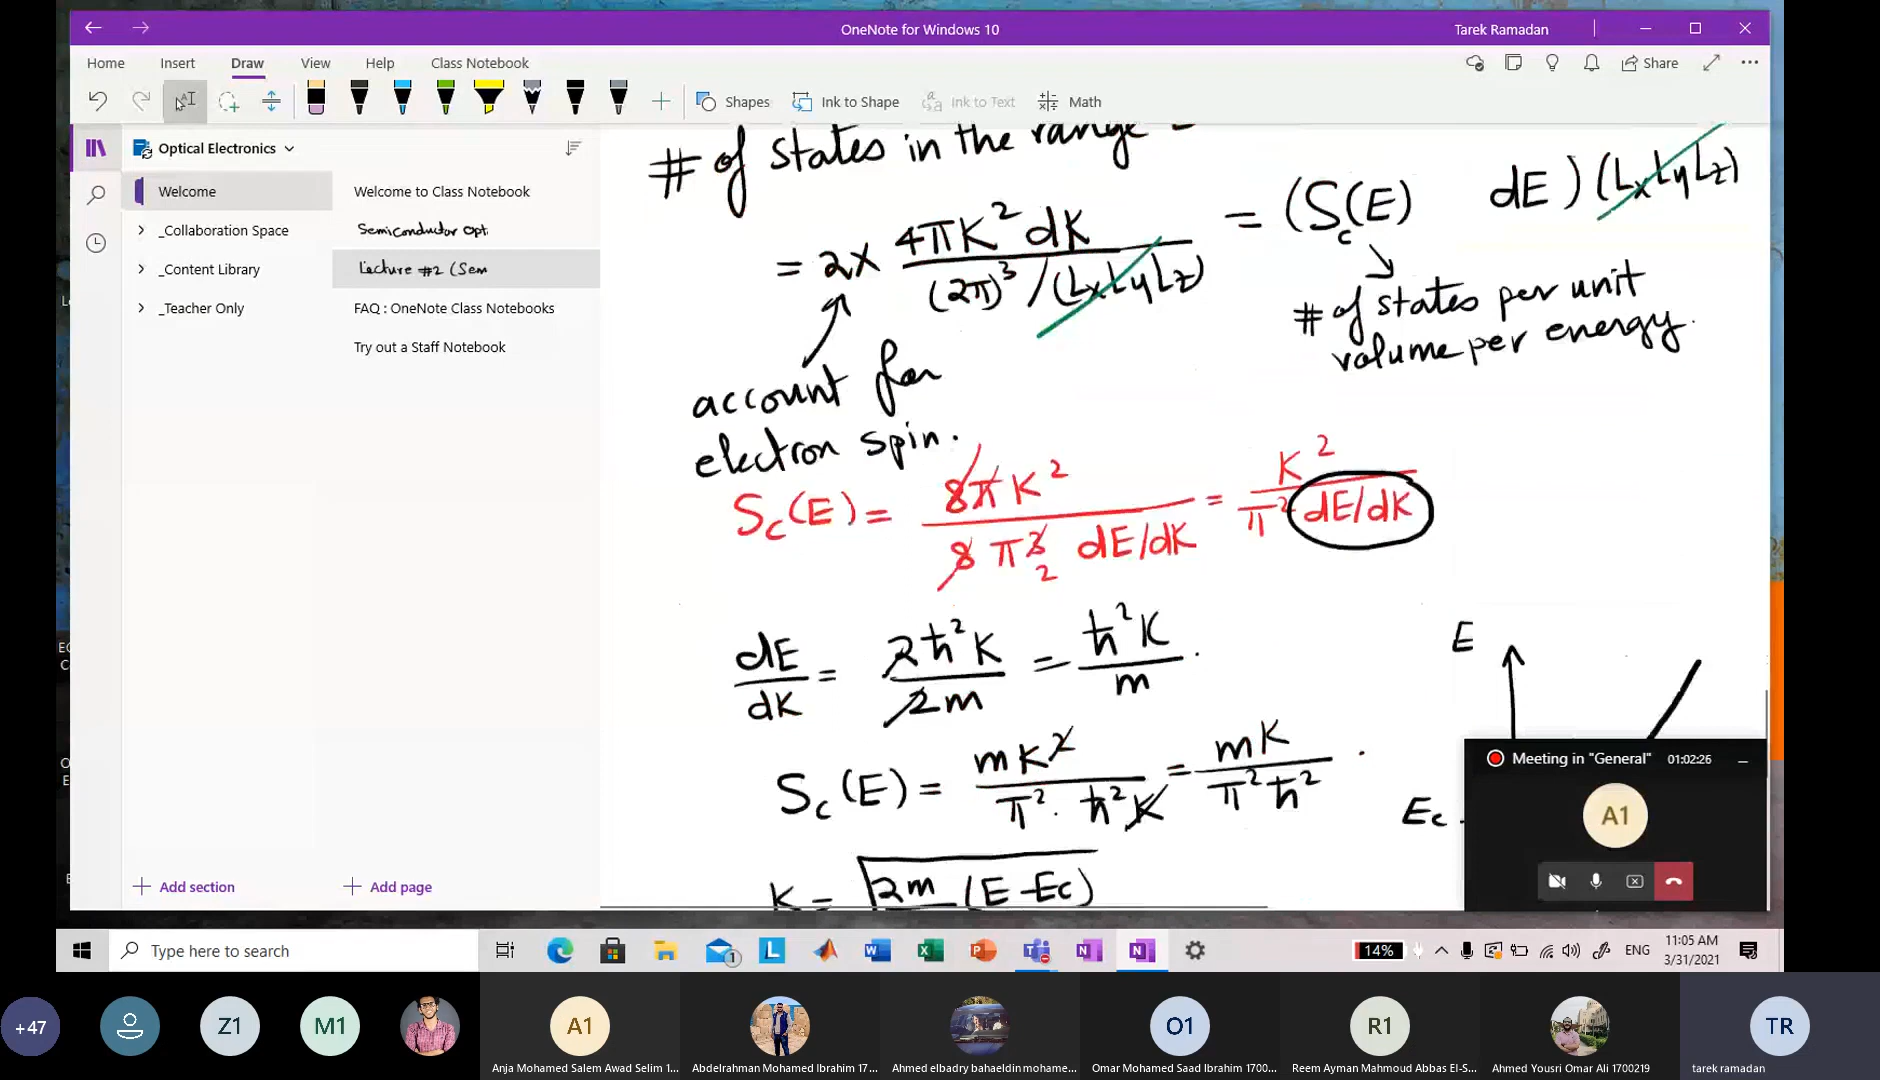 OneNote for Windows 10
Tarek Ramadan
Home Insert Draw View Help Class Notebook
Share
Shapes Ink to Shape Ink to Text Math
Optical Electronics
Welcome
_Collaboration Space
_Content Library
_Teacher Only
Welcome to Class Notebook
Semiconductor Opt
Lecture #2 (Sem
FAQ : OneNote Class Notebooks
Try out a Staff Notebook
Add section
Add page
# of states in the range =
= 2x 4πK² dK / (2π)³/(LxLyLz) = (Sc(E) dE)(LxLyLz)
# of states per unit
volume per energy.
account for
electron spin.
Sc(E) = 8πK² / 8π³ 2 dE/dK = K² / π² dE/dK
dE/dK = 2ħ²K / 2m = ħ²K / m .
Sc(E) = mK² / π² . ħ²K = mK / π²ħ² .
K = √2m (E-Ec)
E
Ec
Meeting in "General" 01:02:26
A1
Type here to search
1
L
14%
ENG
11:05 AM
3/31/2021
+47
Z1
M1
A1
O1
R1
TR
Anja Mohamed Salem Awad Selim 1...
Abdelrahman Mohamed Ibrahim 17...
Ahmed elbadry bahaeldin mohame...
Omar Mohamed Saad Ibrahim 1700...
Reem Ayman Mahmoud Abbas El-S...
Ahmed Yousri Omar Ali 1700219
tarek ramadan